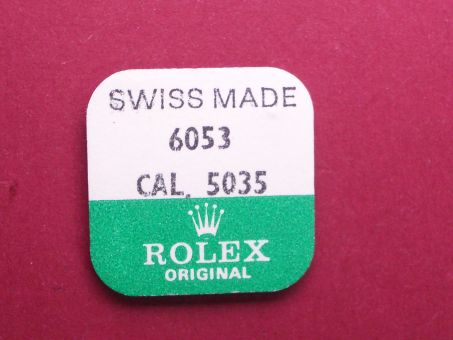 SWISS MADE
6053
CAL. 5035
ROLEX
ORIGINAL